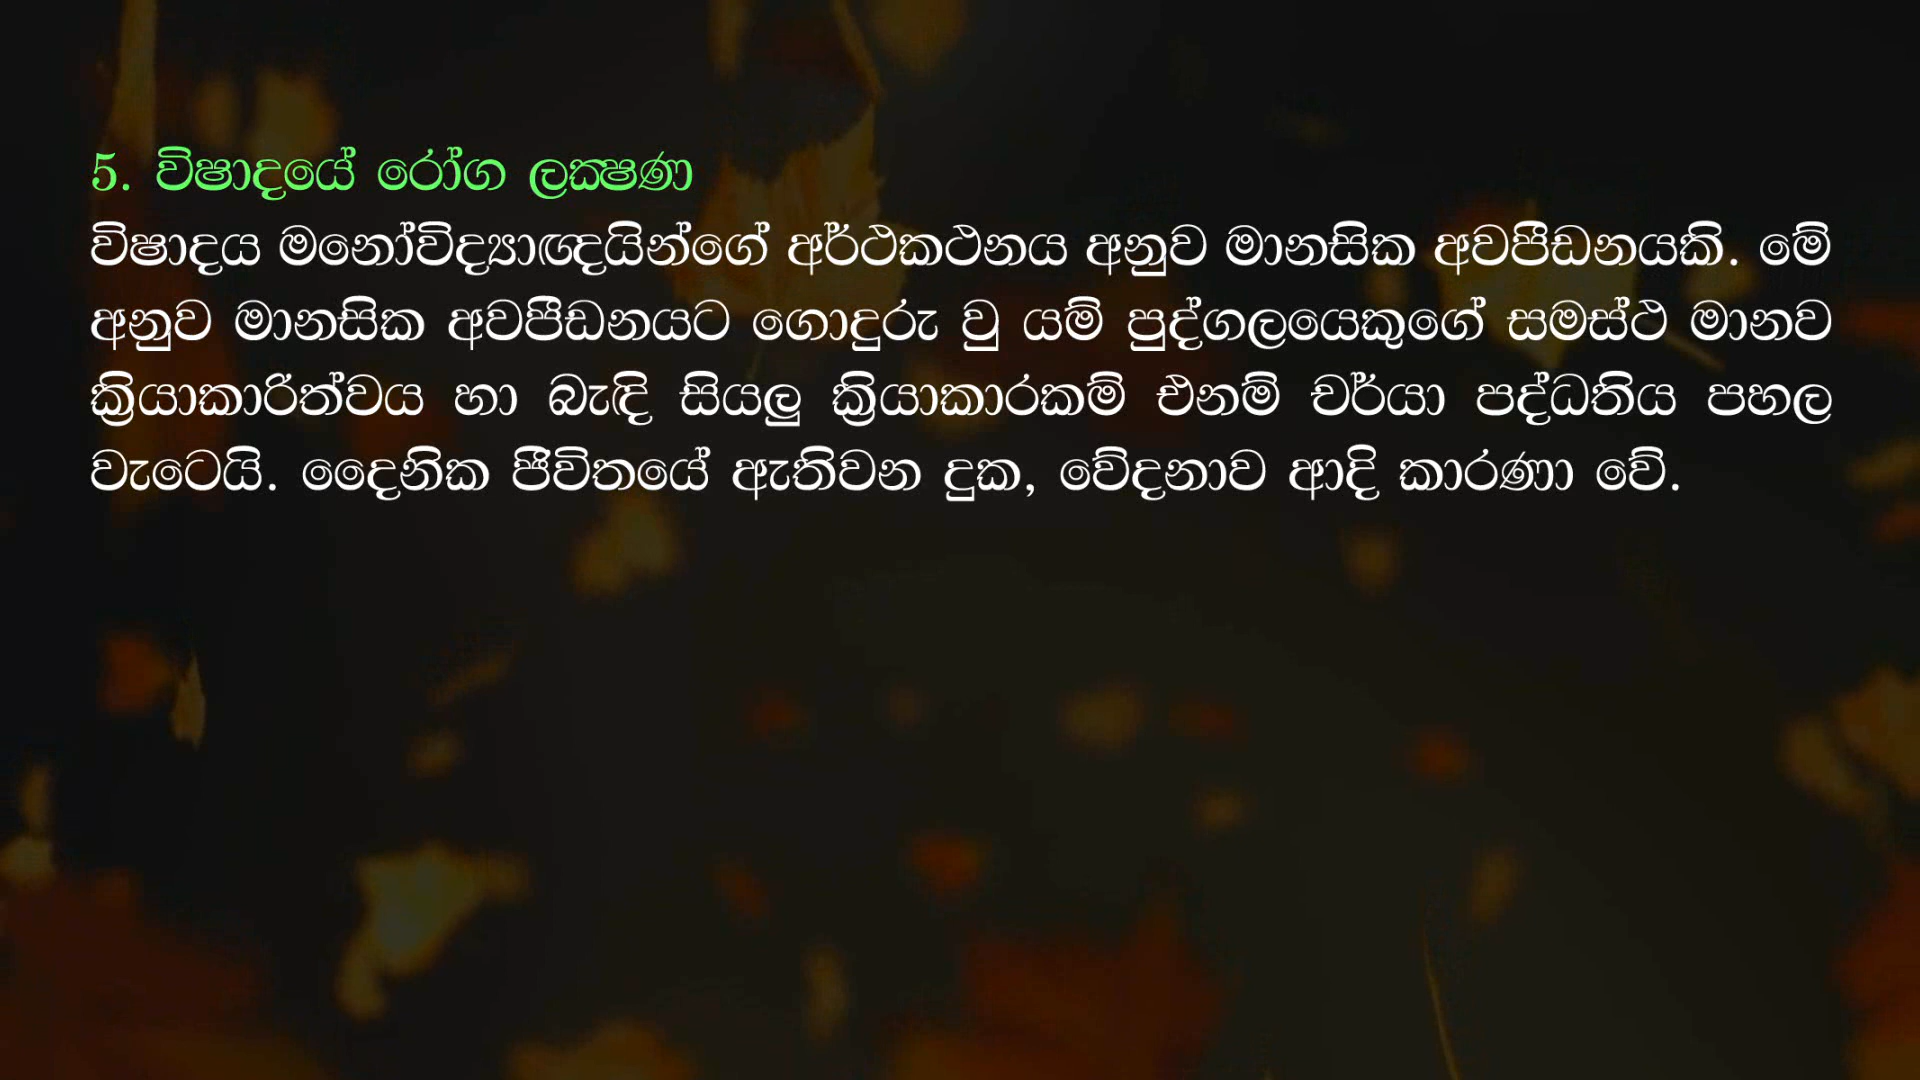 5. විෂාදයේ රෝග ලක්‍ෂණ
විෂාදය මනෝවිද්‍යාඥයින්ගේ අර්ථකථනය අනුව මානසික අවපීඩනයකි. මේ
අනුව මානසික අවපීඩනයට ගොදුරු වු යම් පුද්ගලයෙකුගේ සමස්ථ මානව
ක්‍රියාකාරිත්වය හා බැඳි සියලු ක්‍රියාකාරකම් එනම් චර්යා පද්ධතිය පහල
වැටෙයි. දෛනික ජීවිතයේ ඇතිවන දුක, වේදනාව ආදි කාරණා වේ.